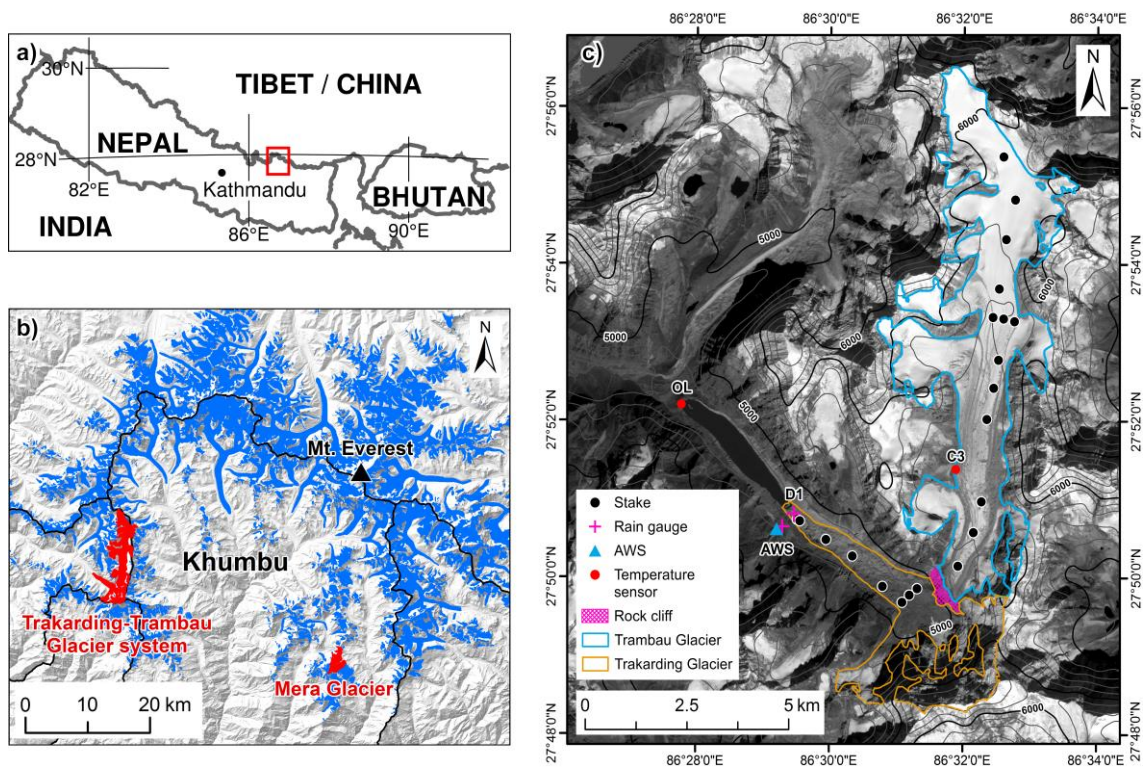 a)
30°N
TIBET / CHINA
NEPAL
28°N
82°E
Kathmandu
BHUTAN
INDIA
86°E
90°E
b)
N
Mt. Everest
Khumbu
Trakarding-Trambau
Glacier system
Mera Glacier
0 10 20 km
86°28'0"E 86°30'0"E 86°32'0"E 86°34'0"E
c)
N
27°56'0"N
27°56'0"N
6000
5000
27°54'0"N
27°54'0"N
6000
6000
5000
5000
27°52'0"N
27°52'0"N
OL
C3
6000
D1
AWS
27°50'0"N
27°50'0"N
5000
6000
Stake
Rain gauge
AWS
Temperature
sensor
Rock cliff
Trambau Glacier
Trakarding Glacier
0 2.5 5 km
27°48'0"N
27°48'0"N
86°28'0"E 86°30'0"E 86°32'0"E 86°34'0"E